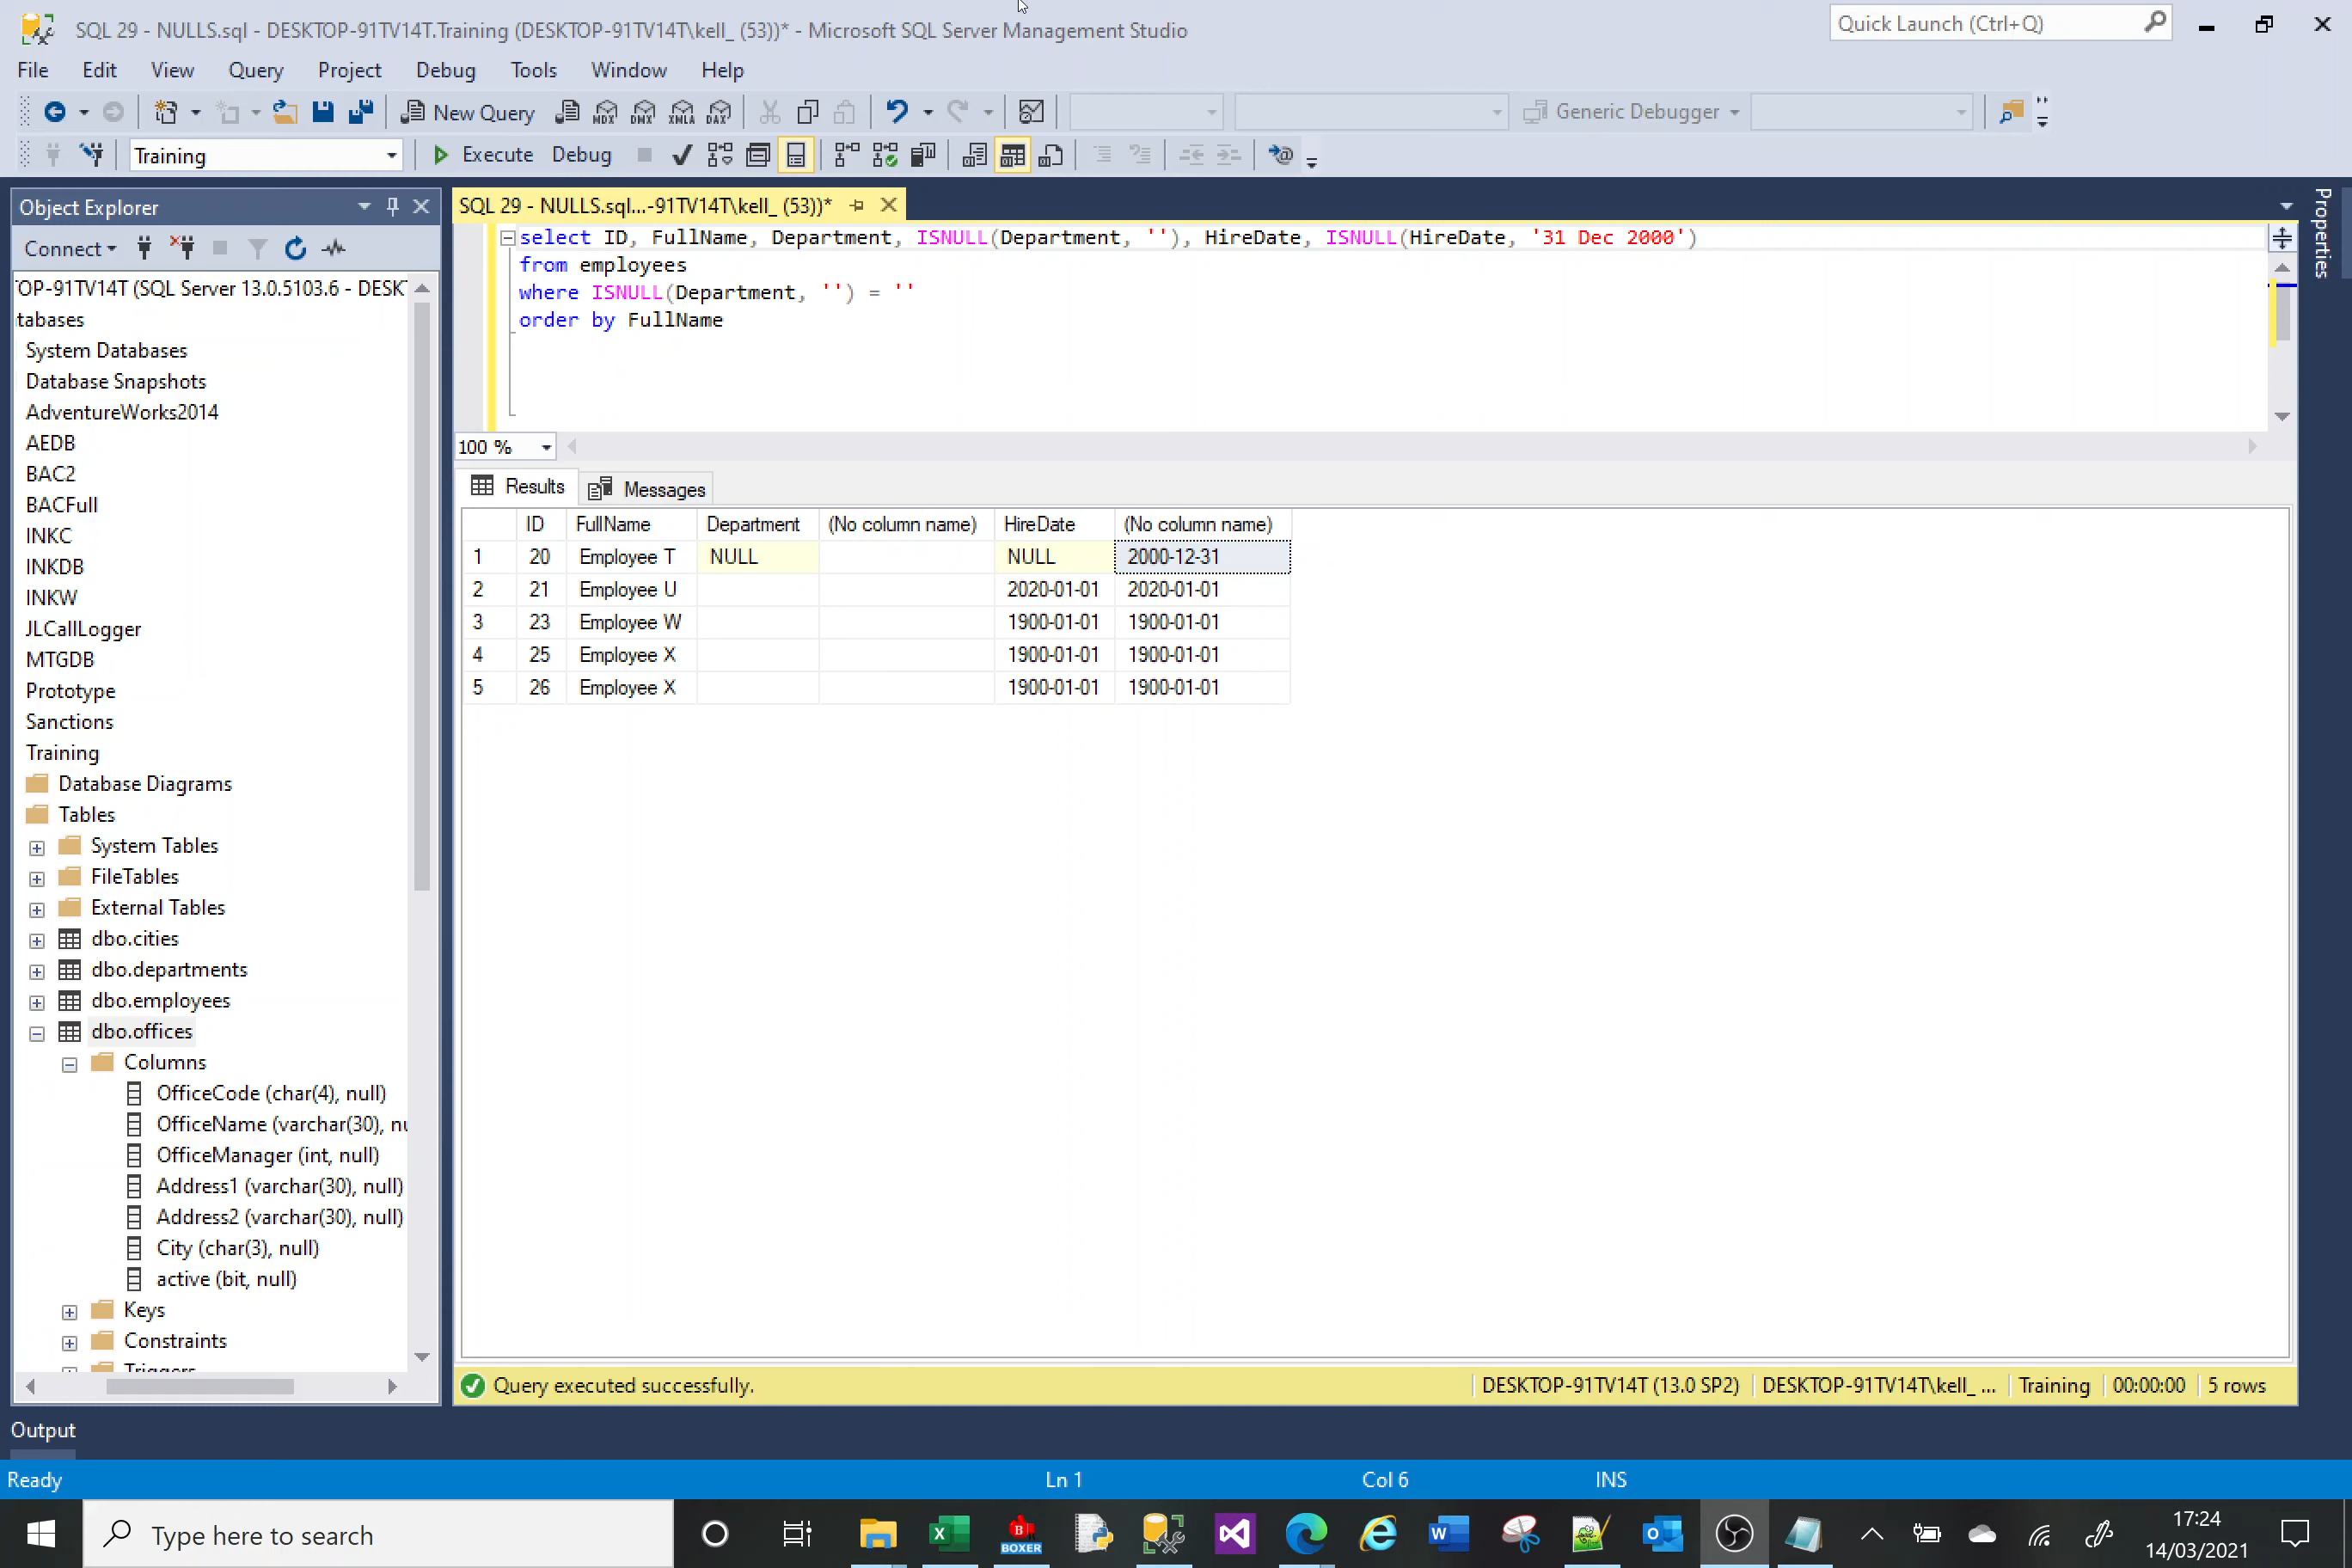 SQL 29 - NULLS.sql - DESKTOP-91TV14T.Training (DESKTOP-91TV14T\kell_ (53))* - Microsoft SQL Server Management Studio
Quick Launch (Ctrl+Q)
File Edit View Query Project Debug Tools Window Help
New Query MDX DMX XMLA DAX Generic Debugger
Training Execute Debug
Object Explorer
Connect
TOP-91TV14T (SQL Server 13.0.5103.6 - DESK
tabases
System Databases
Database Snapshots
AdventureWorks2014
AEDB
BAC2
BACFull
INKC
INKDB
INKW
JLCallLogger
MTGDB
Prototype
Sanctions
Training
Database Diagrams
Tables
System Tables
FileTables
External Tables
dbo.cities
dbo.departments
dbo.employees
dbo.offices
Columns
OfficeCode (char(4), null)
OfficeName (varchar(30), nu
OfficeManager (int, null)
Address1 (varchar(30), null)
Address2 (varchar(30), null)
City (char(3), null)
active (bit, null)
Keys
Constraints
Triggers
SQL 29 - NULLS.sql...-91TV14T\kell_ (53))*
select ID, FullName, Department, ISNULL(Department, ''), HireDate, ISNULL(HireDate, '31 Dec 2000')
from employees
where ISNULL(Department, '') = ''
order by FullName
100 %
Results Messages
ID FullName Department (No column name) HireDate (No column name)
1 20 Employee T NULL NULL 2000-12-31
2 21 Employee U 2020-01-01 2020-01-01
3 23 Employee W 1900-01-01 1900-01-01
4 25 Employee X 1900-01-01 1900-01-01
5 26 Employee X 1900-01-01 1900-01-01
Query executed successfully. DESKTOP-91TV14T (13.0 SP2) DESKTOP-91TV14T\kell_ ... Training 00:00:00 5 rows
Properties
Output
Ready Ln 1 Col 6 INS
Type here to search
BOXER
17:24
14/03/2021